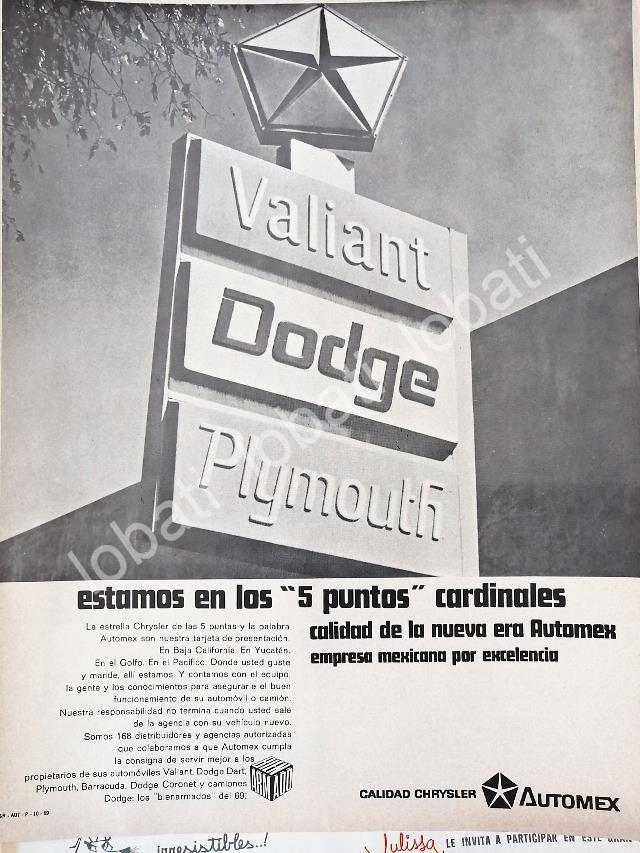 Valiant
Dodge
Plymouth
lobati lobati lobati lobati
estamos en los "5 puntos" cardinales
La estrella Chrysler de las 5 puntas y la palabra
Automex son nuestra tarjeta de presentación.
En Baja California. En Yucatán.
En el Golfo. En el Pacífico. Donde usted guste
y mande, allí estamos. Y contamos con el equipo,
la gente y los conocimientos para asegurar el buen
funcionamiento de su automóvil o camión.
Nuestra responsabilidad no termina cuando usted sale
de la agencia con su vehículo nuevo.
Somos 168 distribuidores y agencias autorizadas
que colaboramos a que Automex cumpla
la consigna de servir mejor a los
propietarios de sus automóviles Valiant, Dodge Dart,
Plymouth, Barracuda, Dodge Coronet y camiones
Dodge: los "bienarmados" del 69.
calidad de la nueva era Automex
empresa mexicana por excelencia
CALIDAD CHRYSLER AUTOMEX
irresistibles..!
Julissa LE INVITA A PARTICIPAR EN ESTE GRAN